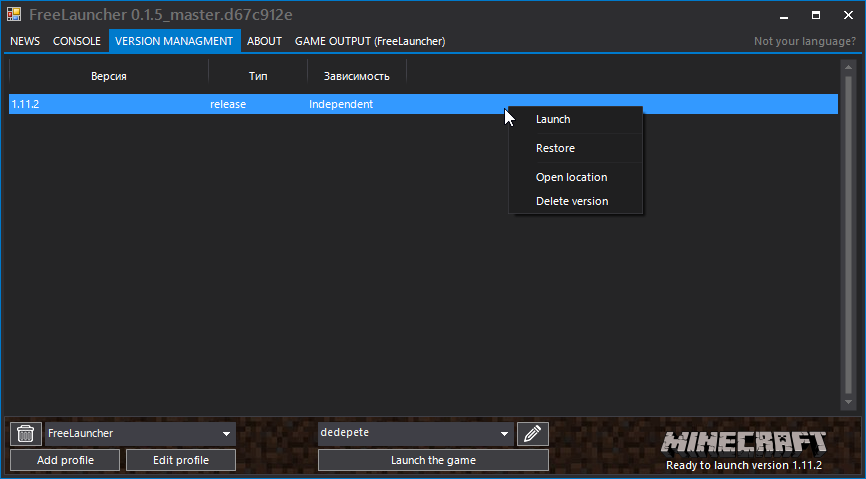 FreeLauncher 0.1.5_master.d67c912e
NEWS CONSOLE VERSION MANAGMENT ABOUT GAME OUTPUT (FreeLauncher) Not your language?
Версия Тип Зависимость
1.11.2 release Independent
Launch
Restore
Open location
Delete version
FreeLauncher dedepete
MINECRAFT
Add profile Edit profile Launch the game
Ready to launch version 1.11.2